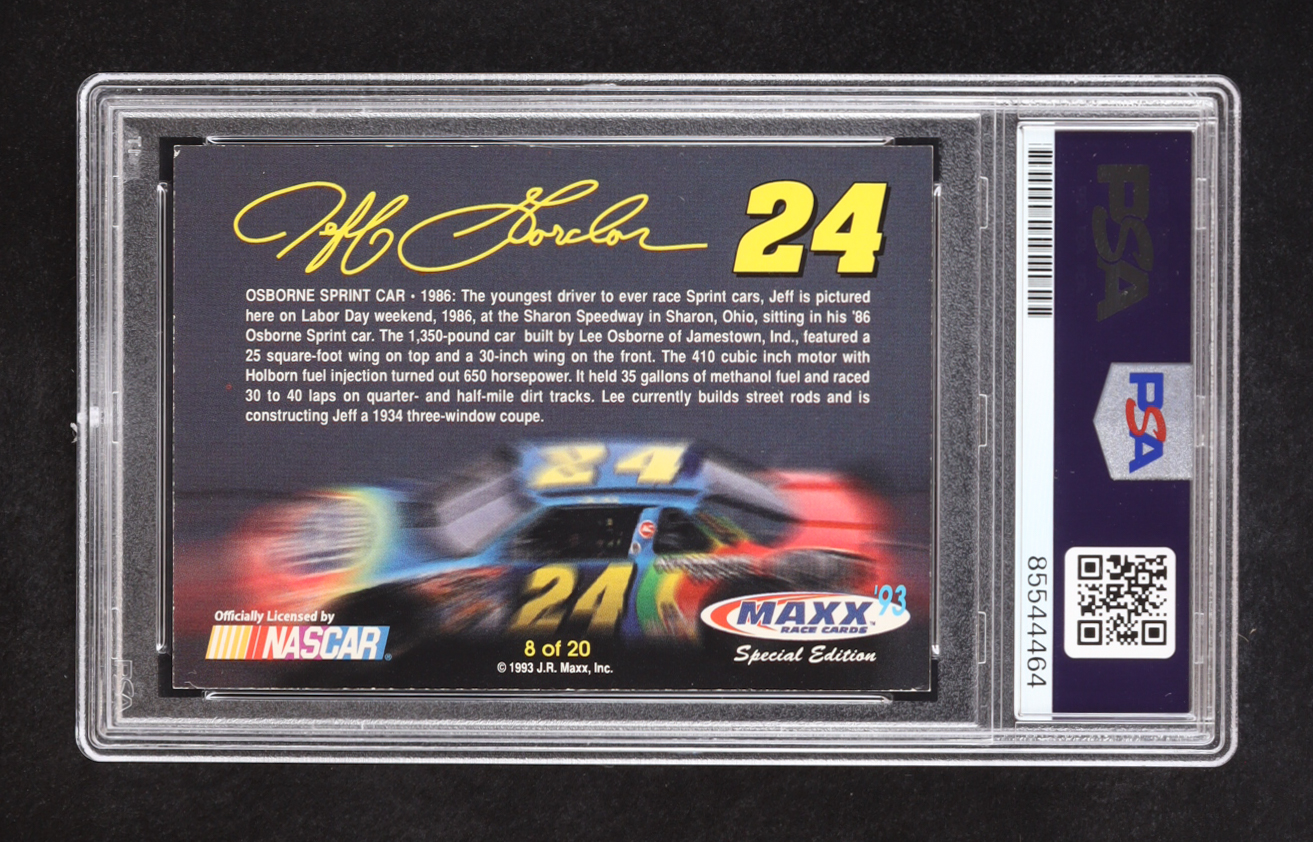 Jeff Gordon 24
OSBORNE SPRINT CAR • 1986: The youngest driver to ever race Sprint cars, Jeff is pictured
here on Labor Day weekend, 1986, at the Sharon Speedway in Sharon, Ohio, sitting in his '86
Osborne Sprint car. The 1,350-pound car built by Lee Osborne of Jamestown, Ind., featured a
25 square-foot wing on top and a 30-inch wing on the front. The 410 cubic inch motor with
Holborn fuel injection turned out 650 horsepower. It held 35 gallons of methanol fuel and raced
30 to 40 laps on quarter- and half-mile dirt tracks. Lee currently builds street rods and is
constructing Jeff a 1934 three-window coupe.
24
24
Officially Licensed by
NASCAR®
8 of 20
© 1993 J.R. Maxx, Inc.
MAXX™ '93
RACE CARDS
Special Edition
PSA
PSA
85544464